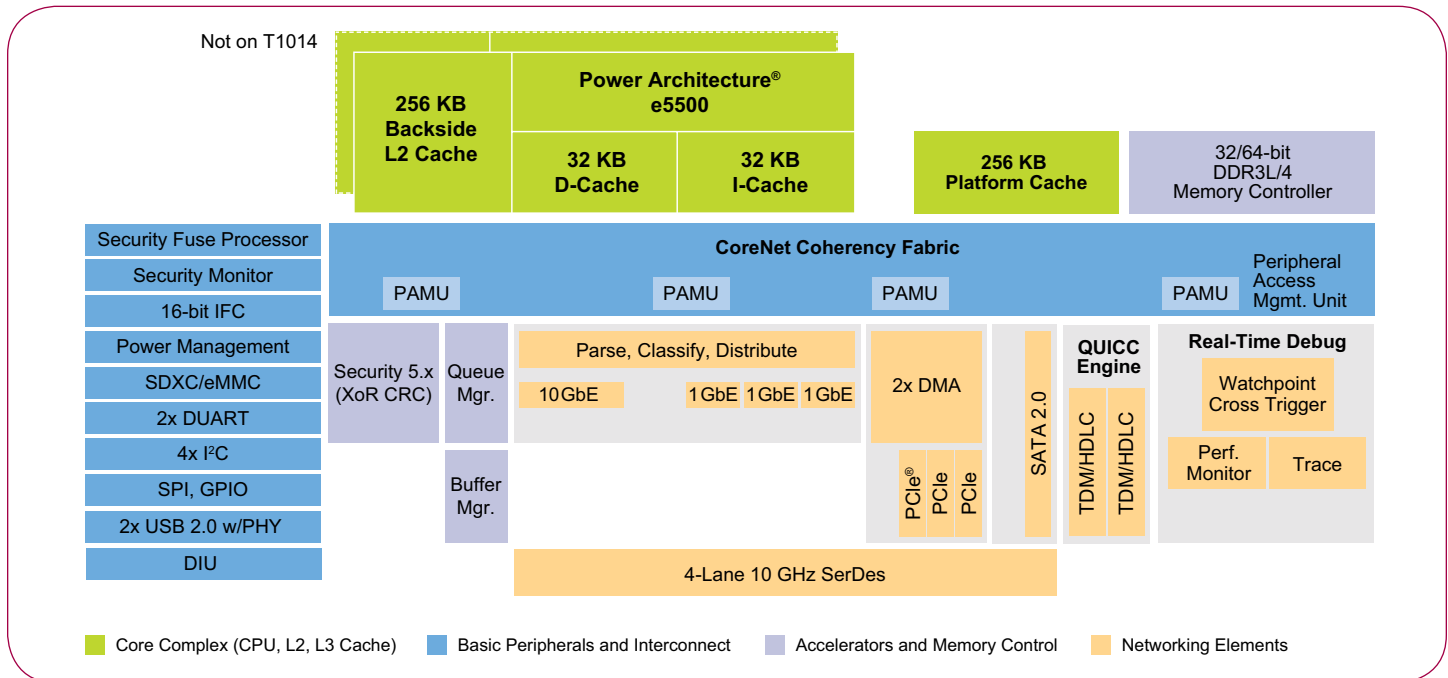 Not on T1014
256 KB
Backside
L2 Cache
Power Architecture®
e5500
32 KB
D-Cache
32 KB
I-Cache
256 KB
Platform Cache
32/64-bit
DDR3L/4
Memory Controller
Security Fuse Processor
Security Monitor
16-bit IFC
Power Management
SDXC/eMMC
2x DUART
4x I²C
SPI, GPIO
2x USB 2.0 w/PHY
DIU
CoreNet Coherency Fabric
PAMU
PAMU
PAMU
PAMU
Peripheral
Access
Mgmt. Unit
Security 5.x
(XoR CRC)
Queue
Mgr.
Buffer
Mgr.
Parse, Classify, Distribute
10GbE
1GbE
1GbE
1GbE
2x DMA
PCIe®
PCIe
PCIe
SATA 2.0
QUICC
Engine
TDM/HDLC
TDM/HDLC
Real-Time Debug
Watchpoint
Cross Trigger
Perf.
Monitor
Trace
4-Lane 10 GHz SerDes
Core Complex (CPU, L2, L3 Cache)
Basic Peripherals and Interconnect
Accelerators and Memory Control
Networking Elements